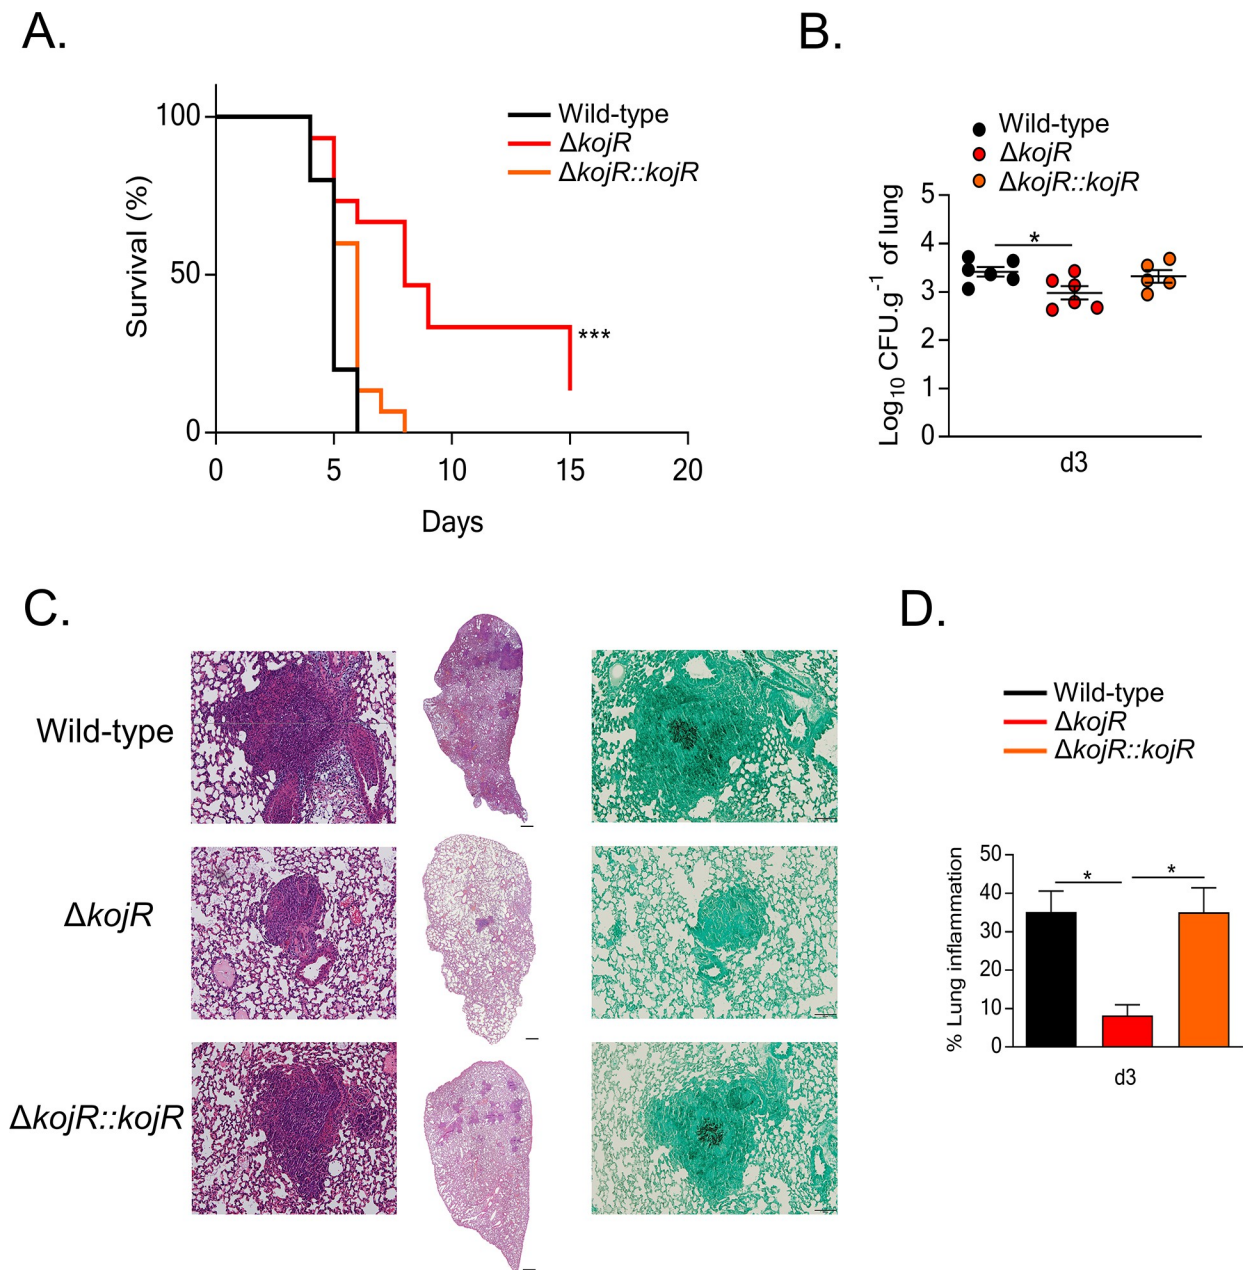 A.
100
50
0
Survival (%)
0 5 10 15 20
Days
Wild-type
ΔkojR
ΔkojR::kojR
***
B.
Wild-type
ΔkojR
ΔkojR::kojR
5
4
3
2
1
0
Log10 CFU.g-1 of lung
*
d3
C.
Wild-type
ΔkojR
ΔkojR::kojR
D.
Wild-type
ΔkojR
ΔkojR::kojR
50
40
30
20
10
0
% Lung inflammation
* *
d3